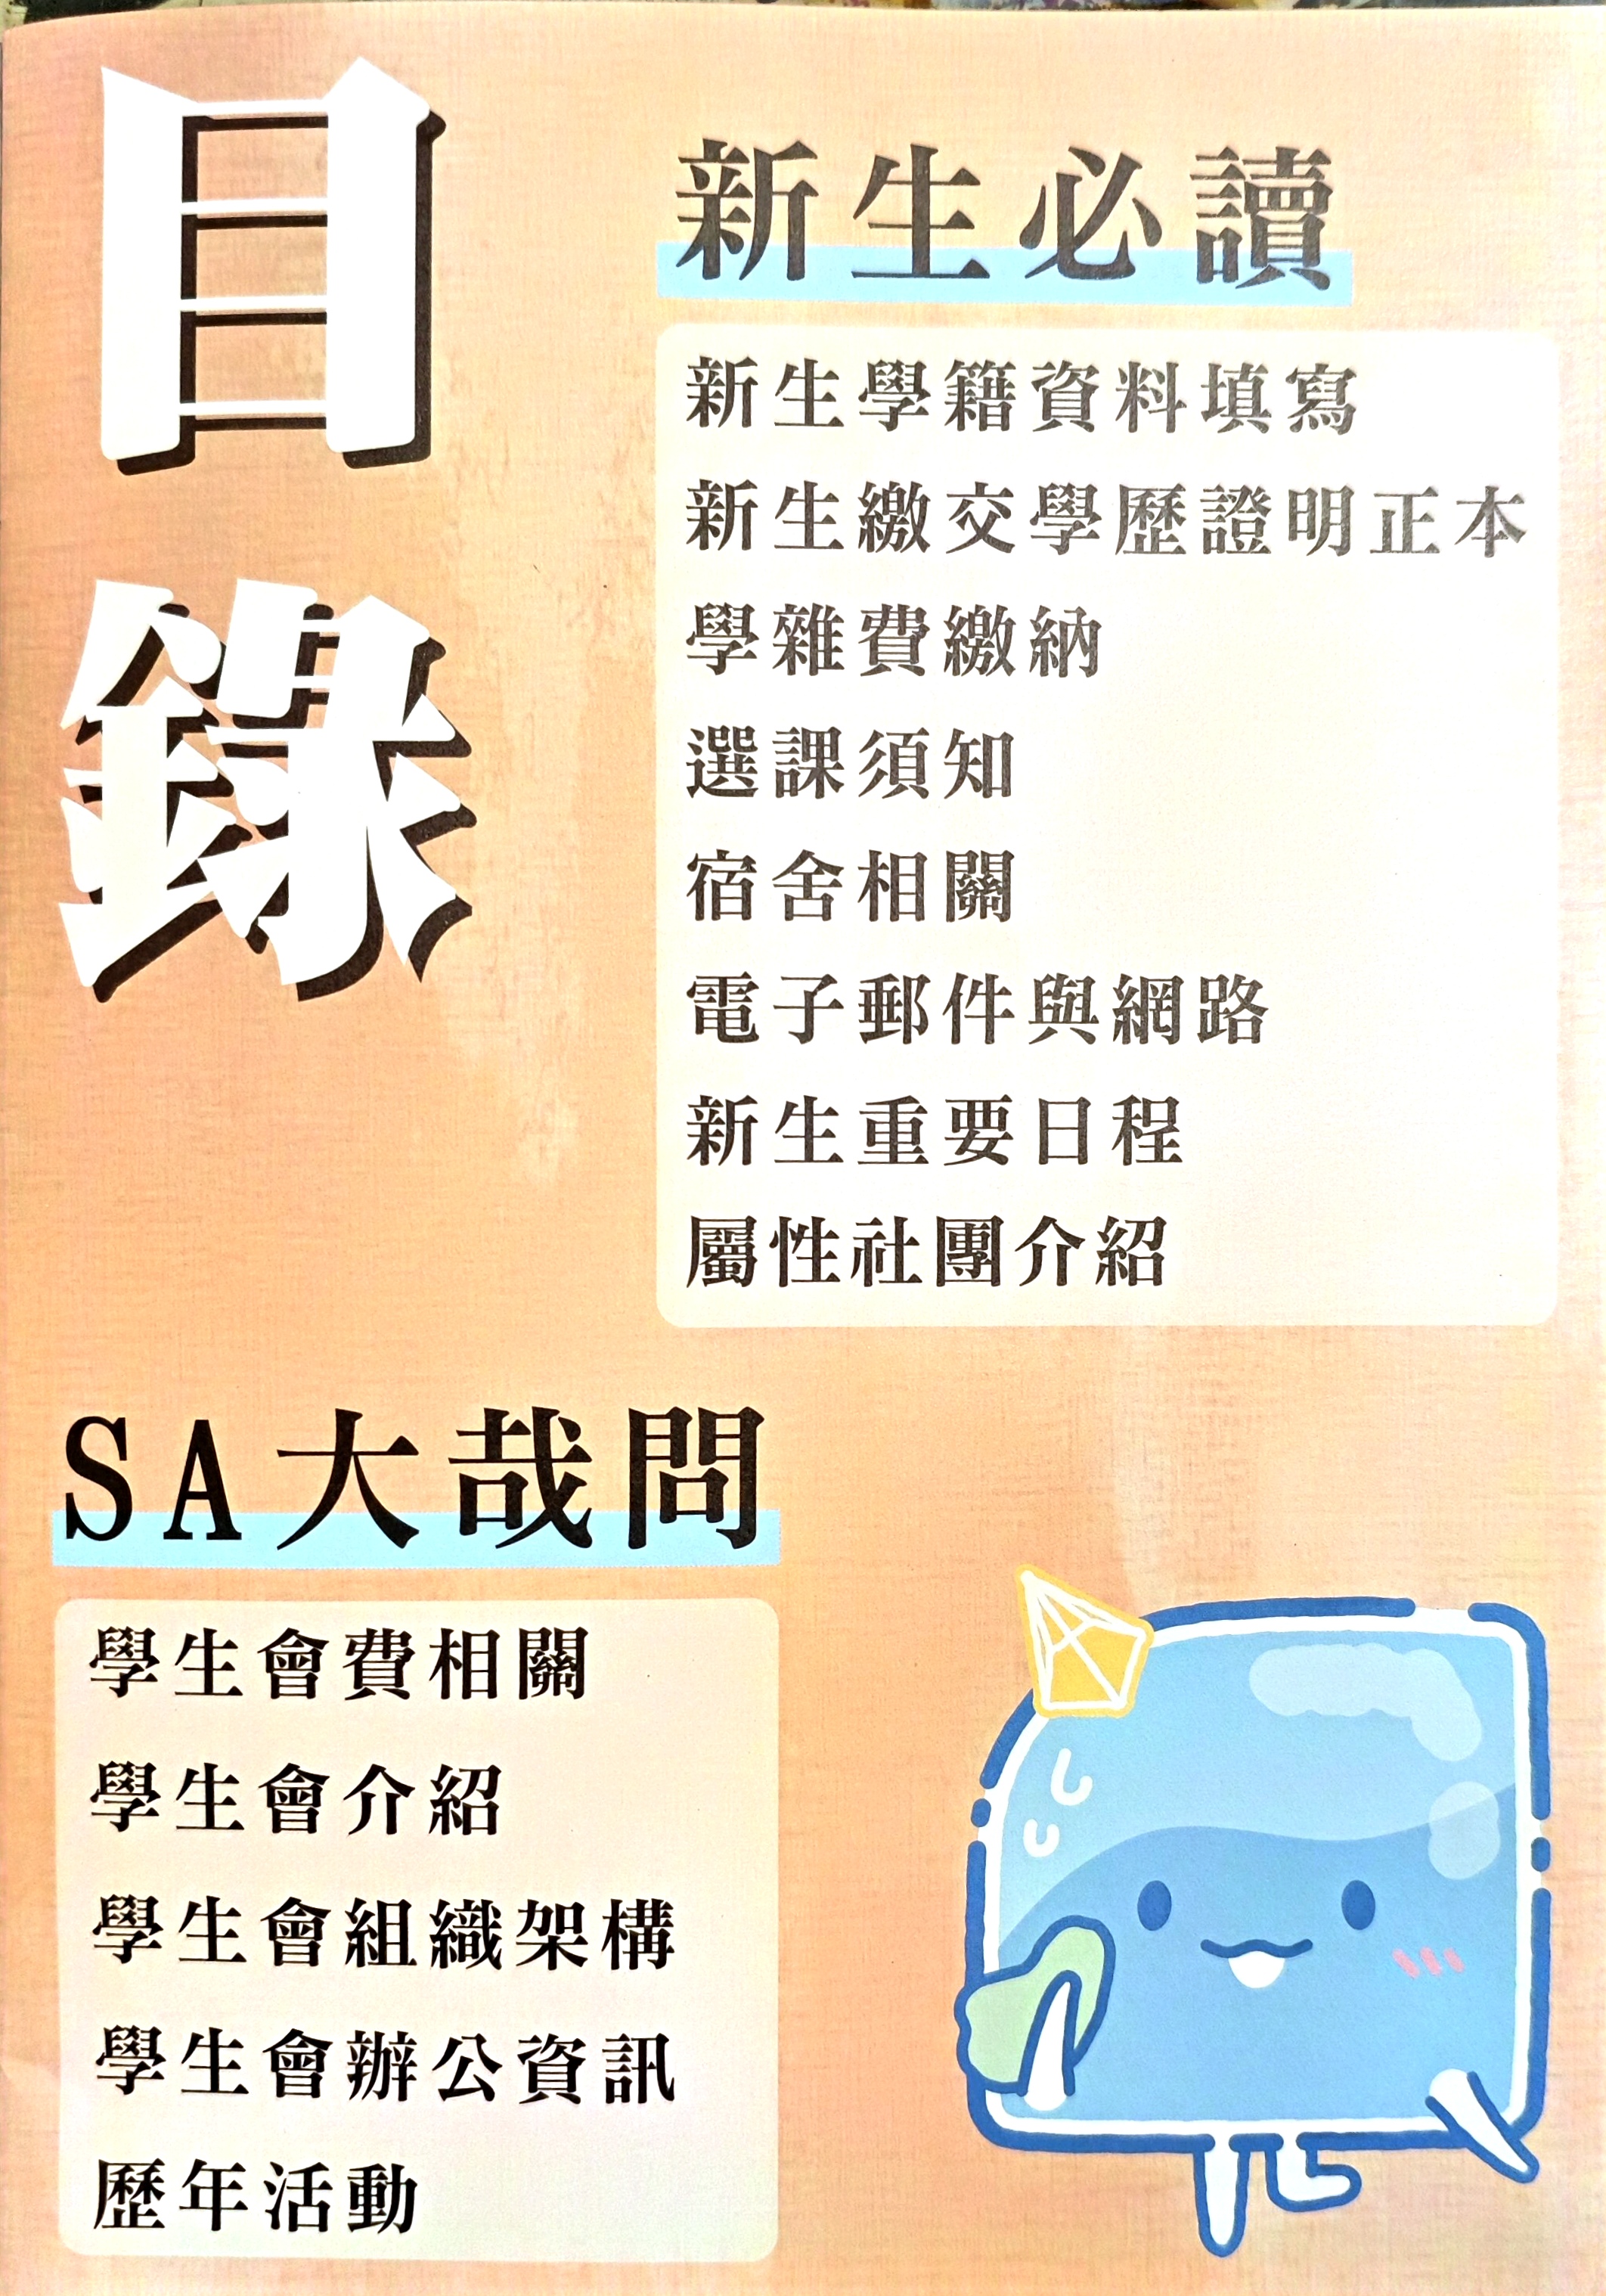 目錄
新生必讀
新生學籍資料填寫
新生繳交學歷證明正本
學雜費繳納
選課須知
宿舍相關
電子郵件與網路
新生重要日程
屬性社團介紹
SA大哉問
學生會費相關
學生會介紹
學生會組織架構
學生會辦公資訊
歷年活動